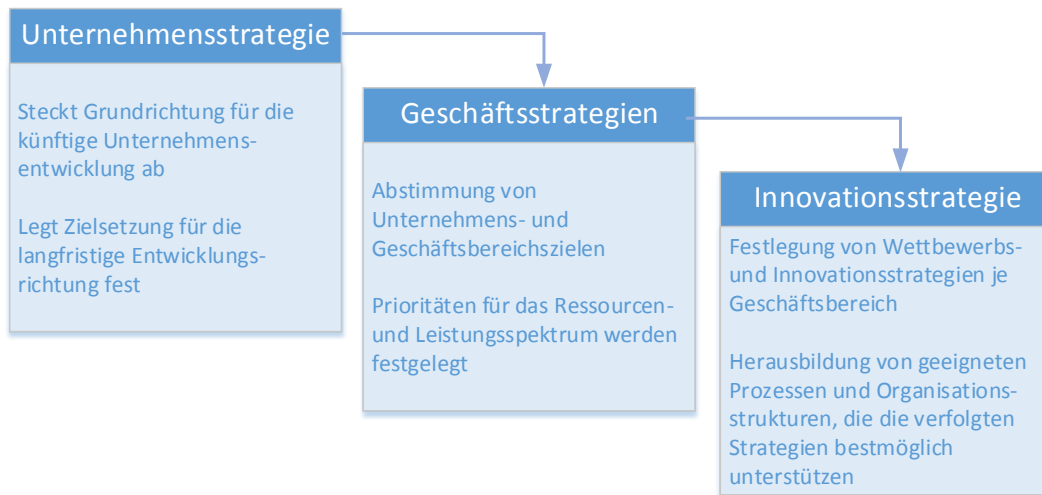 Unternehmensstrategie
Steckt Grundrichtung für die
künftige Unternehmens-
entwicklung ab
Legt Zielsetzung für die
langfristige Entwicklungs-
richtung fest
Geschäftsstrategien
Abstimmung von
Unternehmens- und
Geschäftsbereichszielen
Prioritäten für das Ressourcen-
und Leistungsspektrum werden
festgelegt
Innovationsstrategie
Festlegung von Wettbewerbs-
und Innovationsstrategien je
Geschäftsbereich
Herausbildung von geeigneten
Prozessen und Organisations-
strukturen, die die verfolgten
Strategien bestmöglich
unterstützen